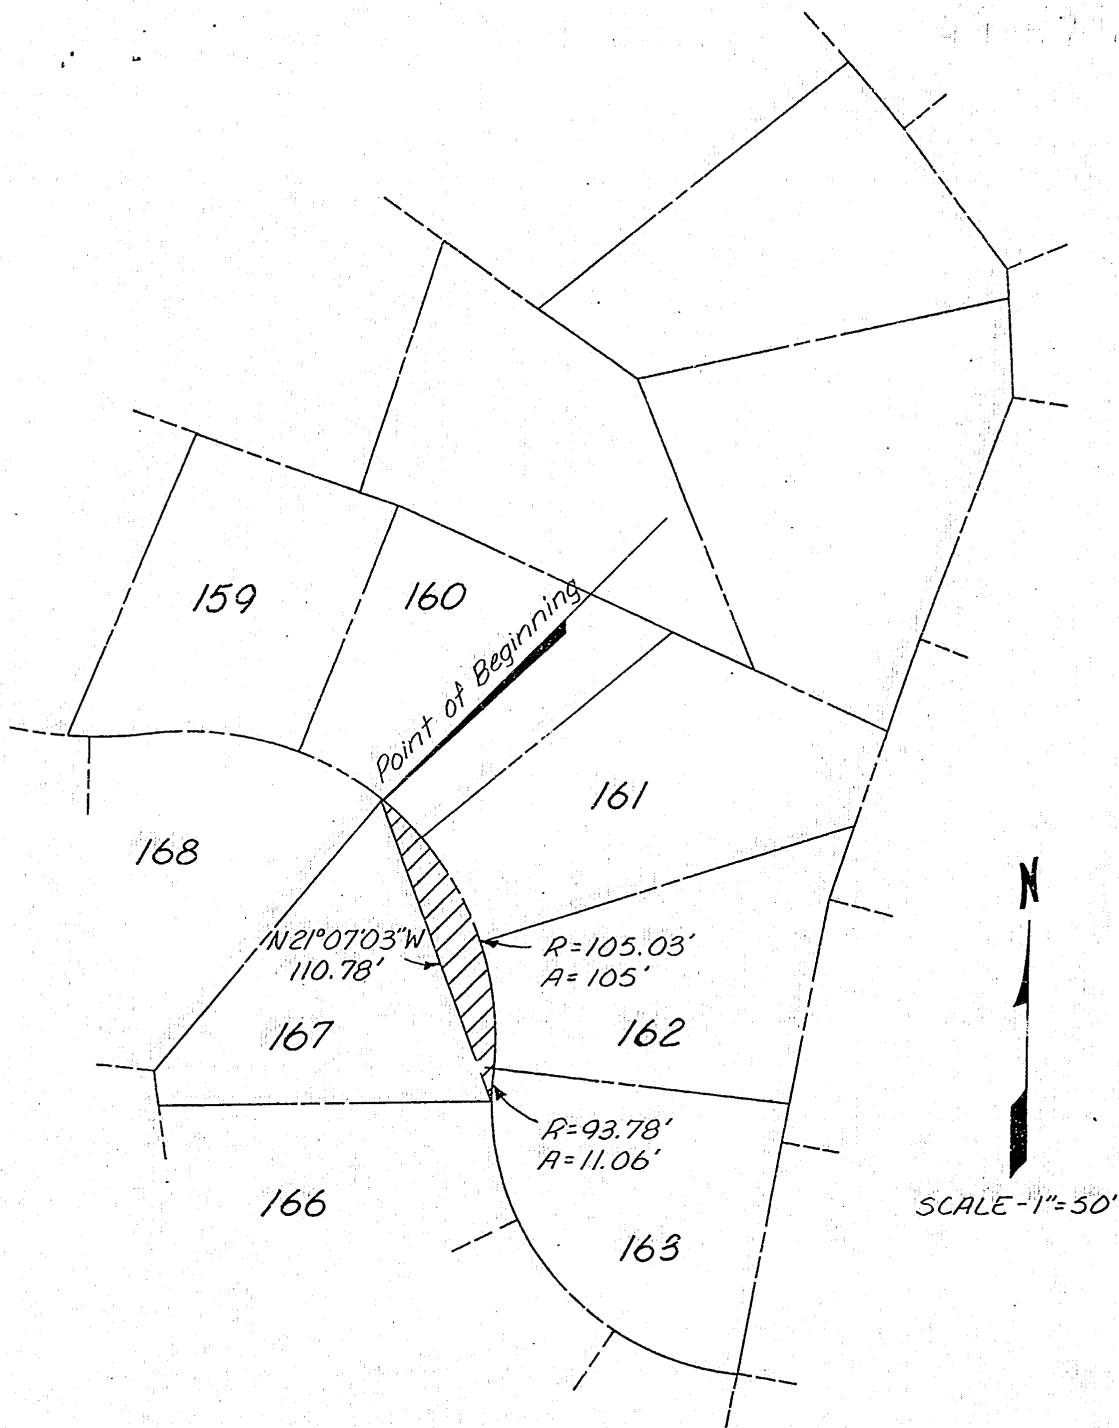 159
160
Point of Beginning
161
168
N21°07'03"W
110.78'
R=105.03'
A=105'
167
162
R=93.78'
A=11.06'
166
163
N
SCALE-1"=50'